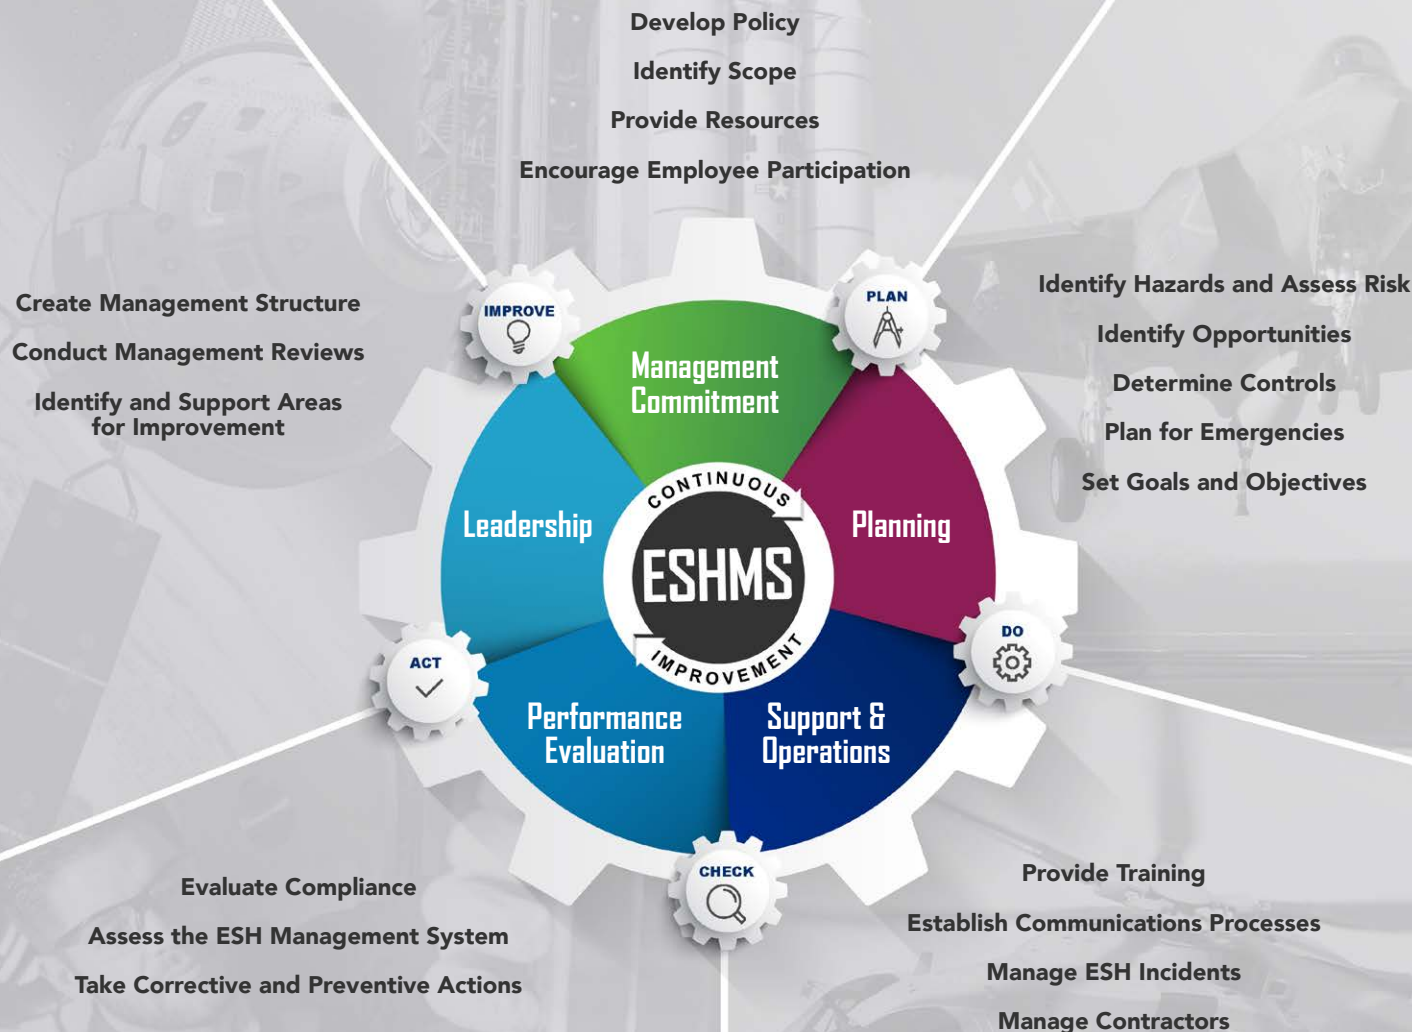 Develop Policy
Identify Scope
Provide Resources
Encourage Employee Participation
Create Management Structure
Conduct Management Reviews
Identify and Support Areas
for Improvement
IMPROVE
PLAN
Identify Hazards and Assess Risk
Identify Opportunities
Determine Controls
Plan for Emergencies
Set Goals and Objectives
Management
Commitment
Leadership
CONTINUOUS
ESHMS
IMPROVEMENT
Planning
ACT
DO
Performance
Evaluation
Support &
Operations
CHECK
Evaluate Compliance
Assess the ESH Management System
Take Corrective and Preventive Actions
Provide Training
Establish Communications Processes
Manage ESH Incidents
Manage Contractors